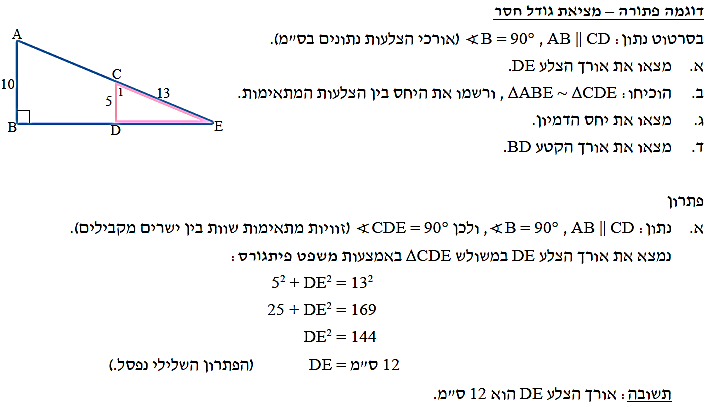 דוגמה פתורה – מציאת גודל חסר
בסרטוט נתון: AB ∥ CD , ∢B = 90° (אורכי הצלעות נתונים בס"מ).
א. מצאו את אורך הצלע DE.
ב. הוכיחו: ΔABE ~ ΔCDE , ורשמו את היחס בין הצלעות המתאימות.
ג. מצאו את יחס הדמיון.
ד. מצאו את אורך הקטע BD.
A
C
10
5
1
13
B
D
E
פתרון
א. נתון: AB ∥ CD , ∢B = 90°, ולכן ∢CDE = 90° (זוויות מתאימות שוות בין ישרים מקבילים).
נמצא את אורך הצלע DE במשולש ΔCDE באמצעות משפט פיתגורס:
5² + DE² = 13²
25 + DE² = 169
DE² = 144
DE = 12 ס"מ (הפתרון השלילי נפסל.)
תשובה: אורך הצלע DE הוא 12 ס"מ.